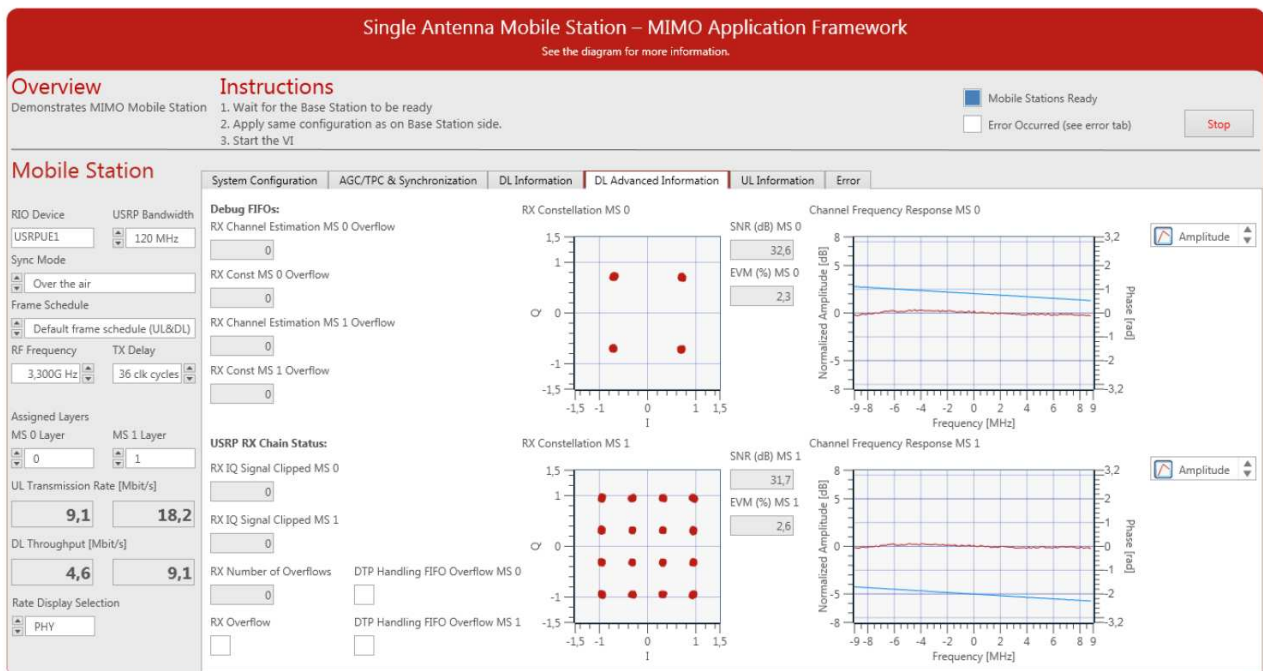 Single Antenna Mobile Station – MIMO Application Framework
See the diagram for more information.
Overview
Demonstrates MIMO Mobile Station
Instructions
1. Wait for the Base Station to be ready
2. Apply same configuration as on Base Station side.
3. Start the VI
Mobile Stations Ready
Error Occurred (see error tab)
Stop
Mobile Station
RIO Device USRP Bandwidth
USRPUE1 120 MHz
Sync Mode
Over the air
Frame Schedule
Default frame schedule (UL&DL)
RF Frequency TX Delay
3,300G Hz 36 clk cycles
Assigned Layers
MS 0 Layer MS 1 Layer
0 1
UL Transmission Rate [Mbit/s]
9,1 18,2
DL Throughput [Mbit/s]
4,6 9,1
Rate Display Selection
PHY
System Configuration AGC/TPC & Synchronization DL Information DL Advanced Information UL Information Error
Debug FIFOs:
RX Channel Estimation MS 0 Overflow
0
RX Const MS 0 Overflow
0
RX Channel Estimation MS 1 Overflow
0
RX Const MS 1 Overflow
0
USRP RX Chain Status:
RX IQ Signal Clipped MS 0
0
RX IQ Signal Clipped MS 1
0
RX Number of Overflows DTP Handling FIFO Overflow MS 0
0
RX Overflow DTP Handling FIFO Overflow MS 1
RX Constellation MS 0
1,5
1
0
-1
-1,5
Q
-1,5 -1 0 1 1,5
I
SNR (dB) MS 0
32,6
EVM (%) MS 0
2,3
Channel Frequency Response MS 0
Amplitude
8
5
0
-5
-8
Normalized Amplitude [dB]
3,2
2
1
0
-1
-2
-3,2
Phase [rad]
-9 -8 -6 -4 -2 0 2 4 6 8 9
Frequency [MHz]
RX Constellation MS 1
1,5
1
0
-1
-1,5
Q
-1,5 -1 0 1 1,5
I
SNR (dB) MS 1
31,7
EVM (%) MS 1
2,6
Channel Frequency Response MS 1
Amplitude
8
5
0
-5
-8
Normalized Amplitude [dB]
3,2
2
1
0
-1
-2
-3,2
Phase [rad]
-9 -8 -6 -4 -2 0 2 4 6 8 9
Frequency [MHz]